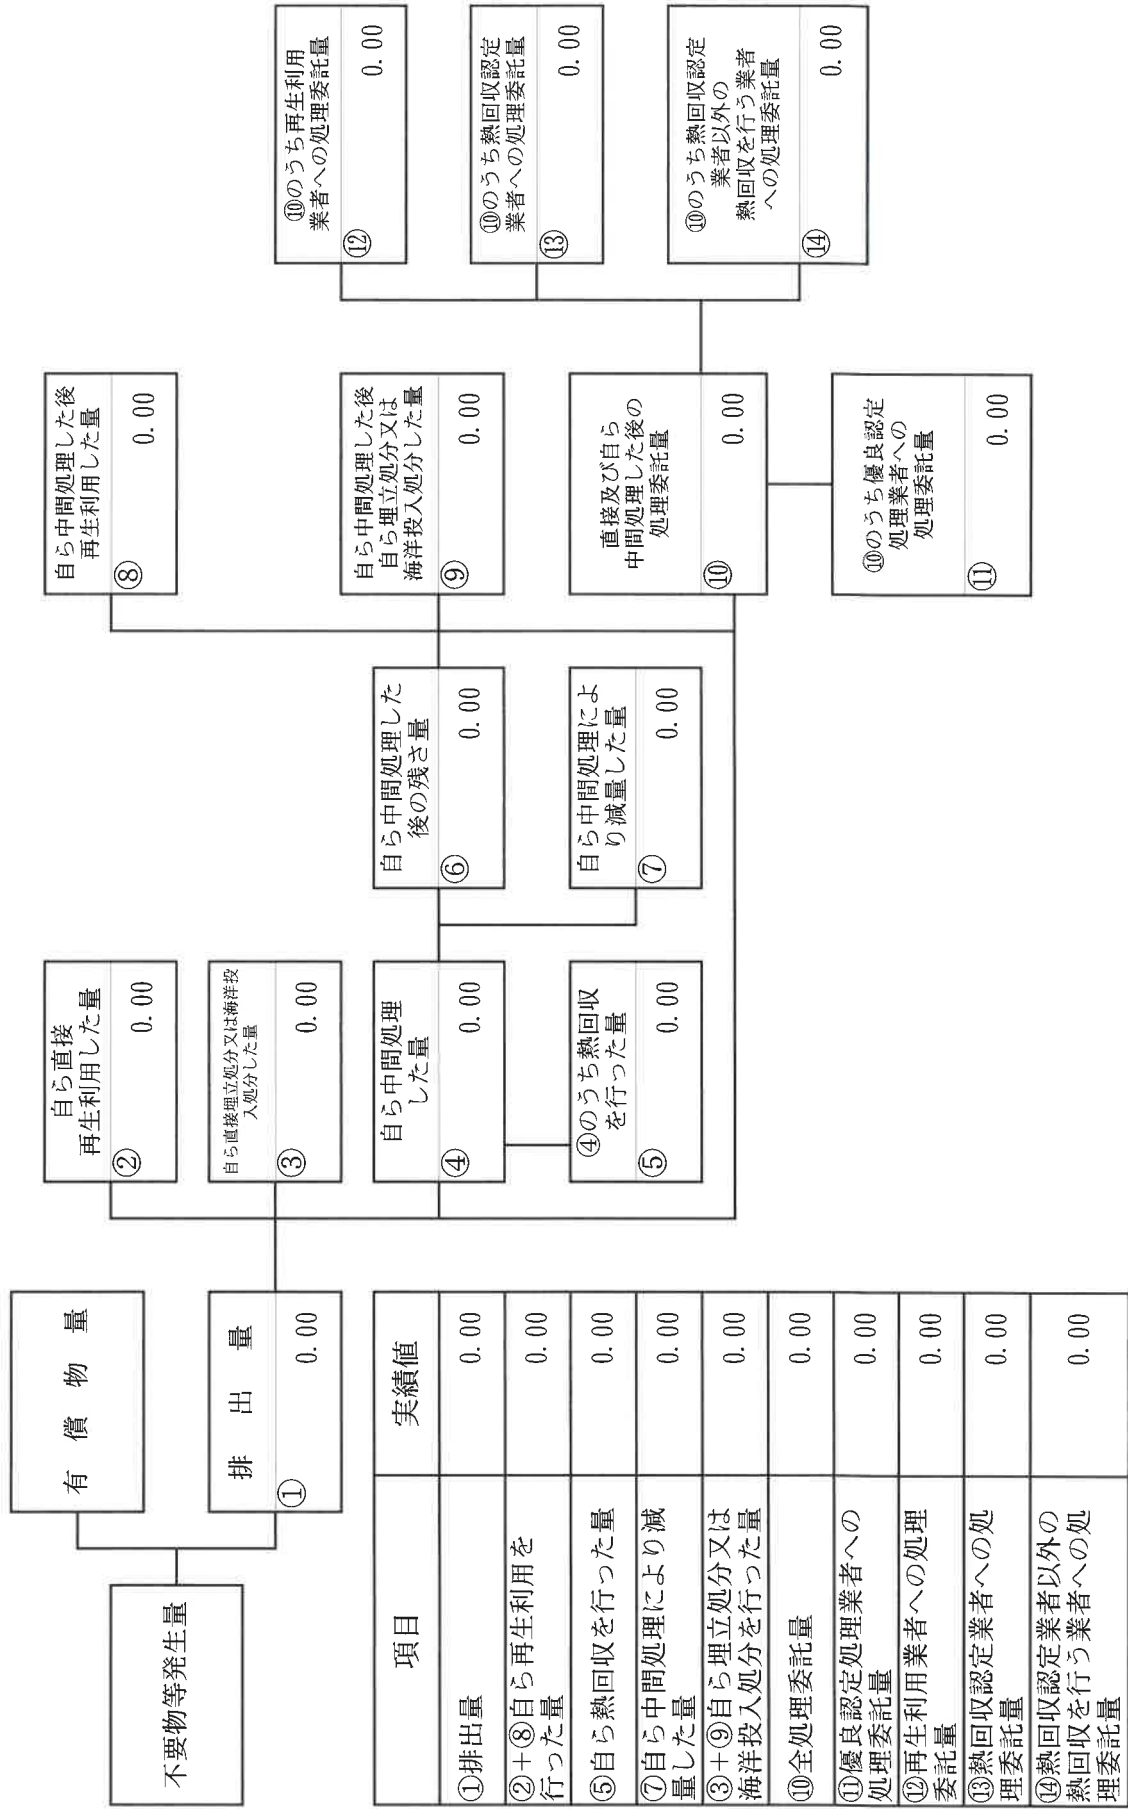 不要物等発生量
有償物量
排出量
①
0.00
自ら直接
再生利用した量
②
0.00
自ら直接埋立処分又は海洋投
入処分した量
③
0.00
自ら中間処理
した量
④
0.00
④のうち熱回収
を行った量
⑤
0.00
自ら中間処理した
後の残さ量
⑥
0.00
自ら中間処理によ
り減量した量
⑦
0.00
自ら中間処理した後
再生利用した量
⑧
0.00
自ら中間処理した後
自ら埋立処分又は
海洋投入処分した量
⑨
0.00
直接及び自ら
中間処理した後の
処理委託量
⑩
0.00
⑩のうち優良認定
処理業者への
処理委託量
⑪
0.00
⑩のうち再生利用
業者への処理委託量
⑫
0.00
⑩のうち熱回収認定
業者への処理委託量
⑬
0.00
⑩のうち熱回収認定
業者以外の
熱回収を行う業者
への処理委託量
⑭
0.00
項目 実績値
①排出量 0.00
②+⑧自ら再生利用を
行った量 0.00
⑤自ら熱回収を行った量 0.00
⑦自ら中間処理により減
量した量 0.00
③+⑨自ら埋立処分又は
海洋投入処分を行った量 0.00
⑩全処理委託量 0.00
⑪優良認定処理業者への
処理委託量 0.00
⑫再生利用業者への処理
委託量 0.00
⑬熱回収認定業者への処
理委託量 0.00
⑭熱回収認定業者以外の
熱回収を行う業者への処
理委託量 0.00